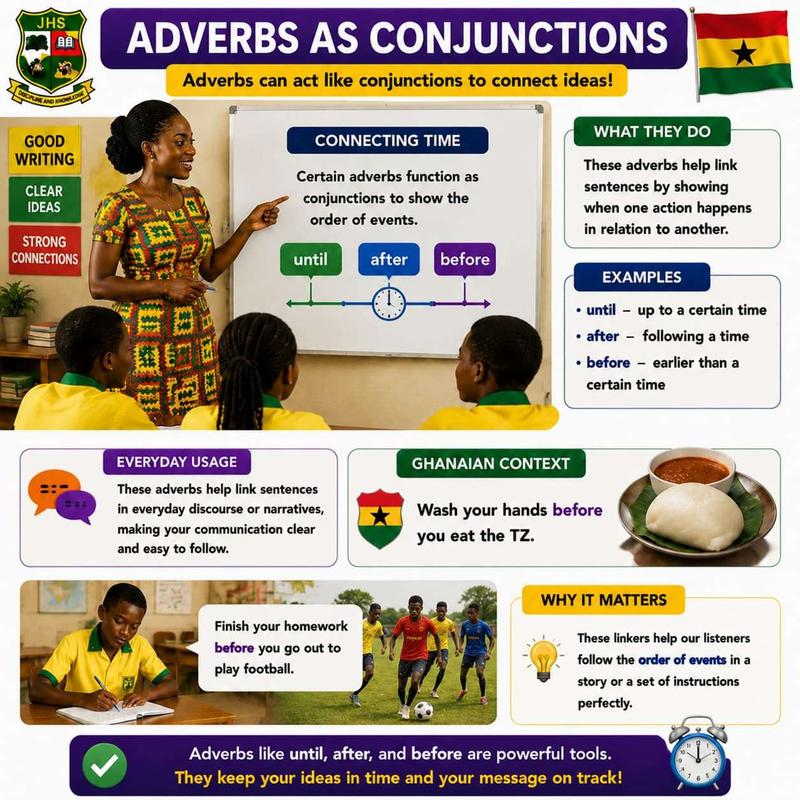 JHS
DISCIPLINE AND KNOWLEDGE
ADVERBS AS CONJUNCTIONS
Adverbs can act like conjunctions to connect ideas!
GOOD
WRITING
CLEAR
IDEAS
STRONG
CONNECTIONS
CONNECTING TIME
Certain adverbs function as
conjunctions to show the
order of events.
until
after
before
WHAT THEY DO
These adverbs help link
sentences by showing
when one action happens
in relation to another.
EXAMPLES
• until – up to a certain time
• after – following a time
• before – earlier than a
certain time
EVERYDAY USAGE
These adverbs help link sentences
in everyday discourse or narratives,
making your communication clear
and easy to follow.
GHANAIAN CONTEXT
Wash your hands before
you eat the TZ.
Finish your homework
before you go out to
play football.
WHY IT MATTERS
These linkers help our listeners
follow the order of events in a
story or a set of instructions
perfectly.
Adverbs like until, after, and before are powerful tools.
They keep your ideas in time and your message on track!